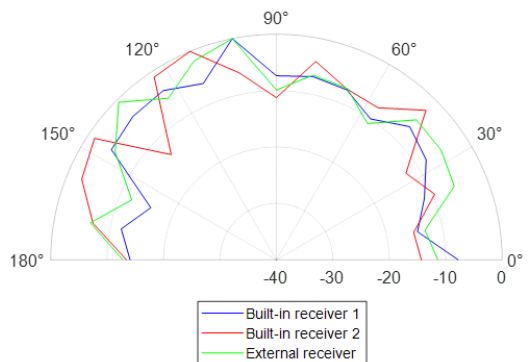 90°
120°
60°
150°
30°
180°
0°
-40 -30 -20 -10 0
Built-in receiver 1
Built-in receiver 2
External receiver